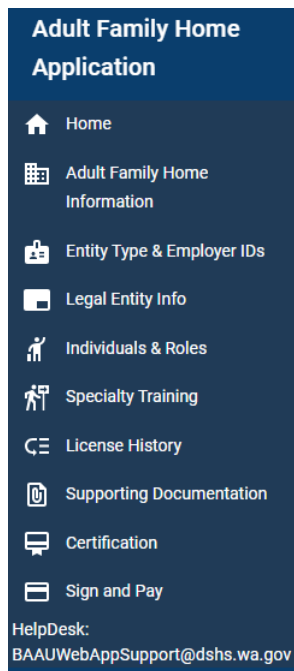 Adult Family Home
Application
Home
Adult Family Home
Information
Entity Type & Employer IDs
Legal Entity Info
Individuals & Roles
Specialty Training
License History
Supporting Documentation
Certification
Sign and Pay
HelpDesk:
BAAUWebAppSupport@dshs.wa.gov